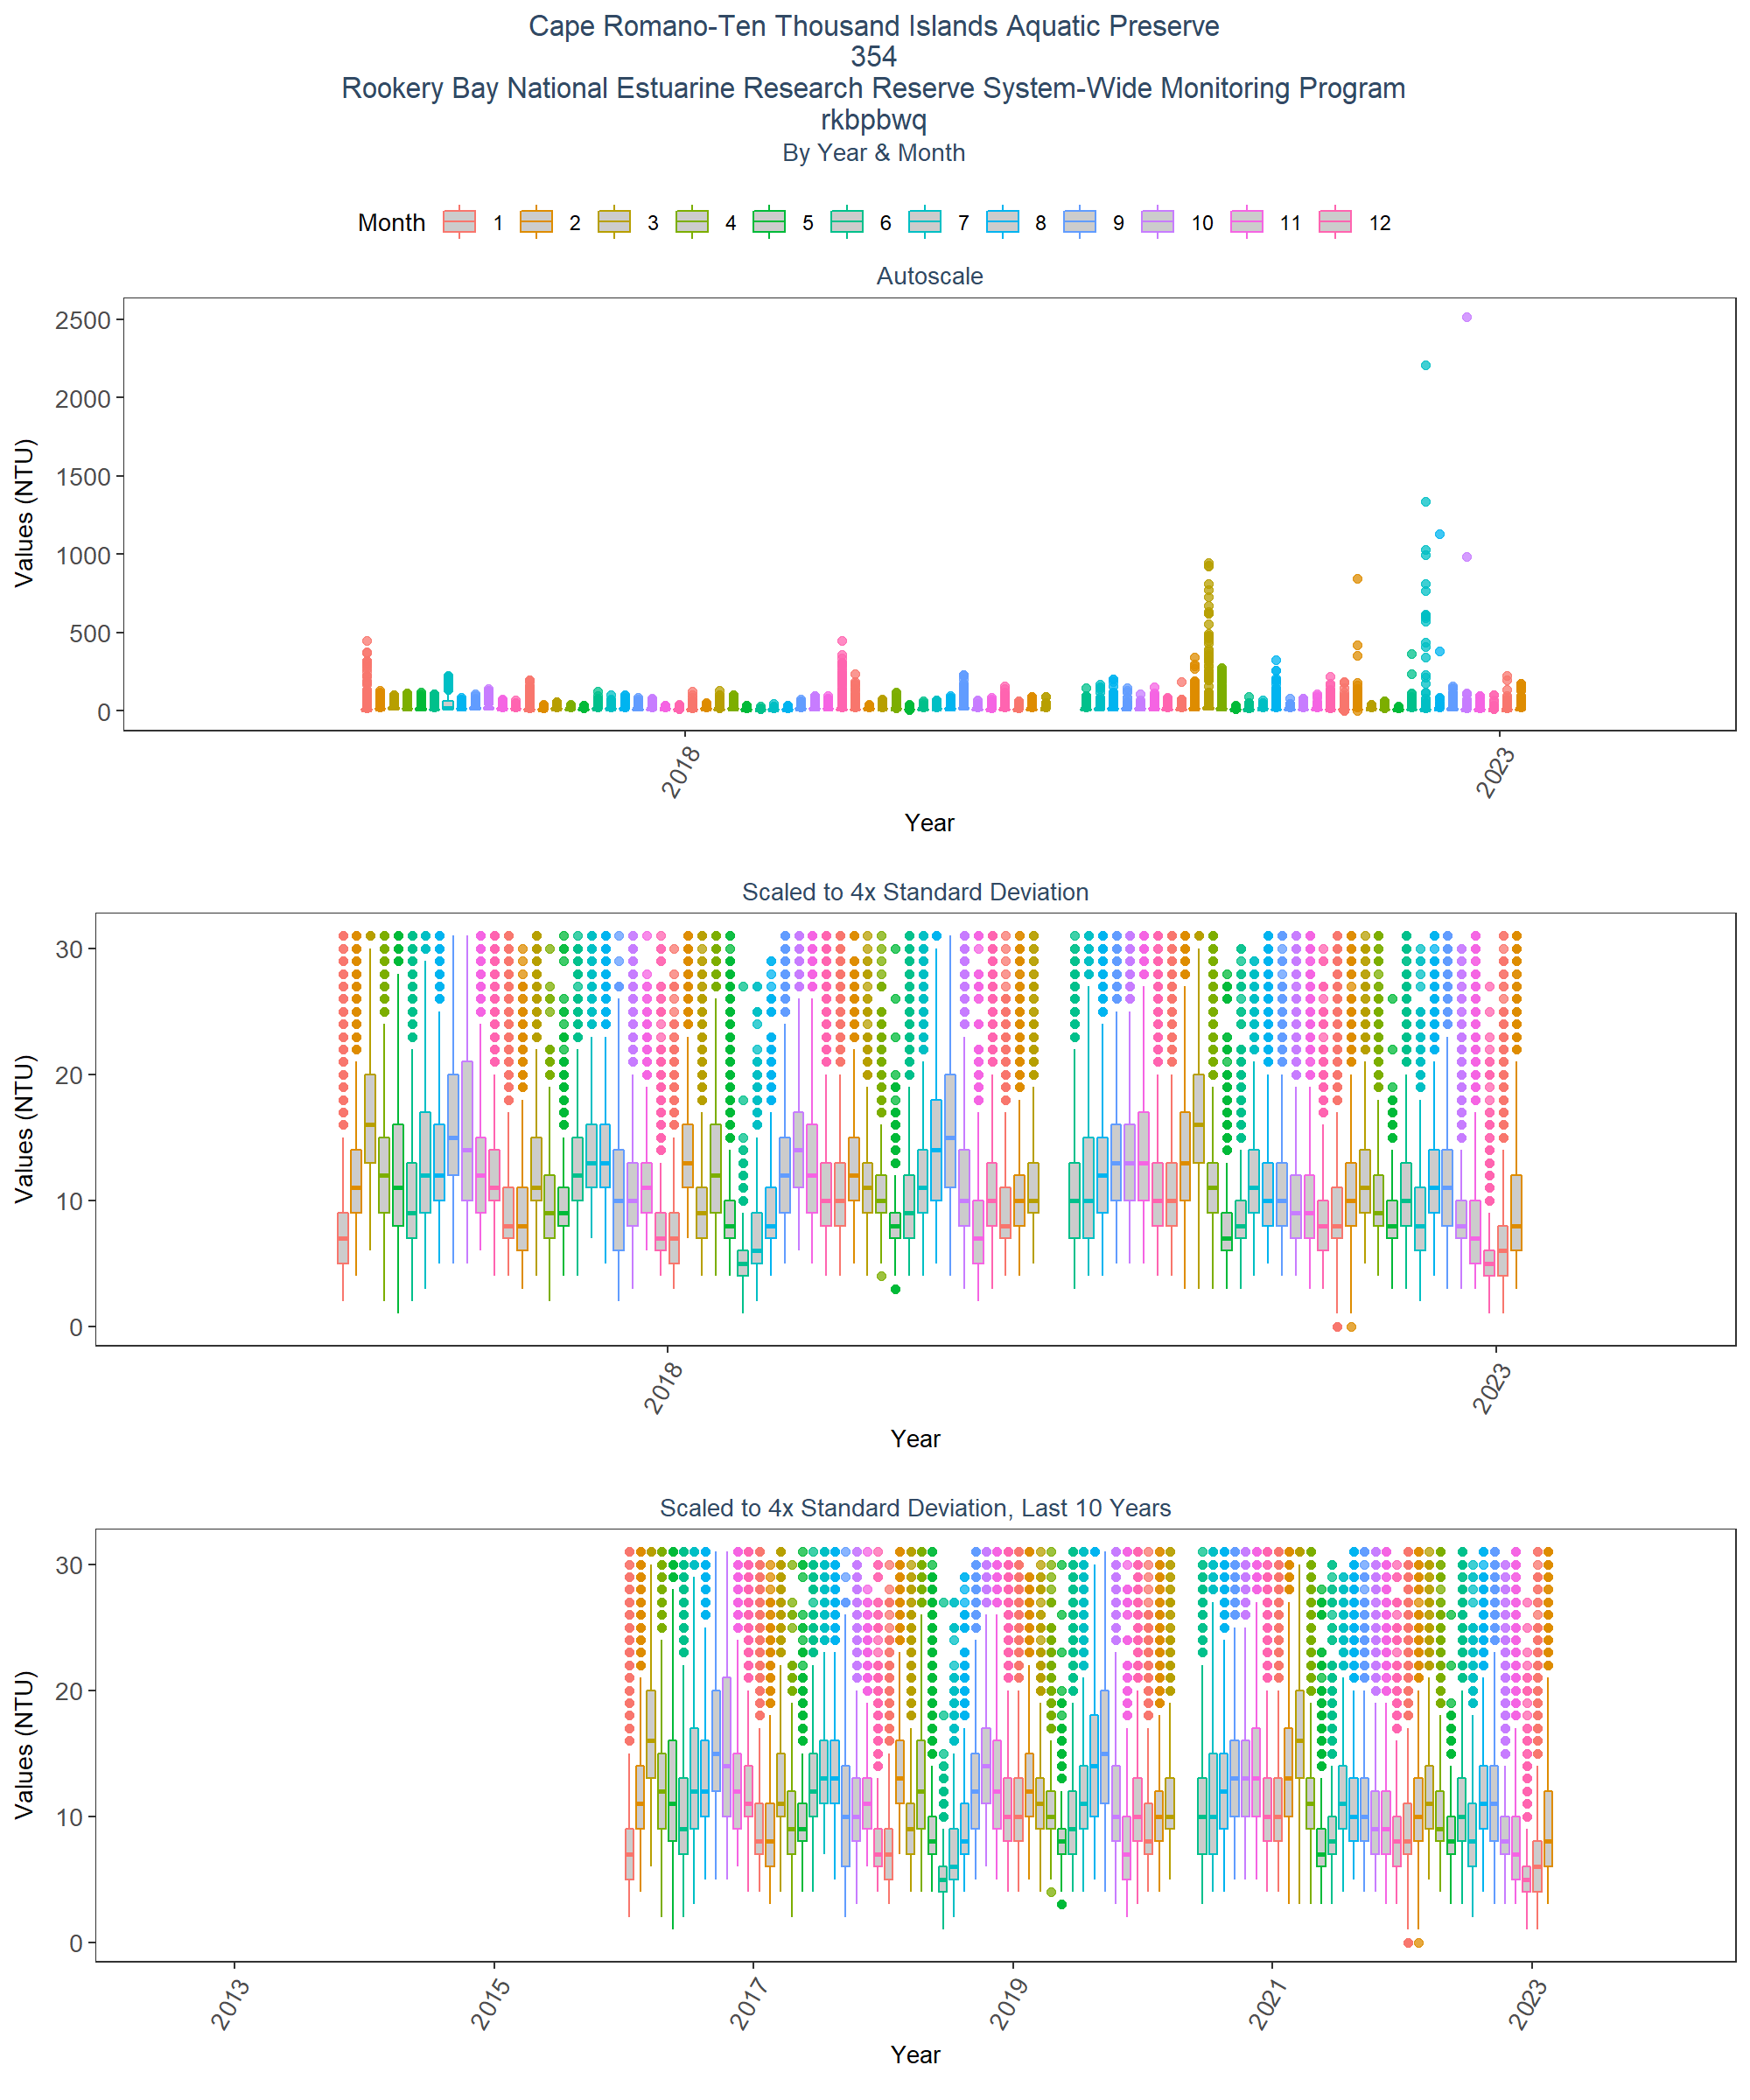 Cape Romano-Ten Thousand Islands Aquatic Preserve
354
Rookery Bay National Estuarine Research Reserve System-Wide Monitoring Program
rkbpbwq
By Year & Month
Month 1 2 3 4 5 6 7 8 9 10 11 12
Autoscale
Values (NTU)
2500
2000
1500
1000
500
0
2018 2023
Year
Scaled to 4x Standard Deviation
Values (NTU)
30
20
10
0
2018 2023
Year
Scaled to 4x Standard Deviation, Last 10 Years
Values (NTU)
30
20
10
0
2013 2015 2017 2019 2021 2023
Year